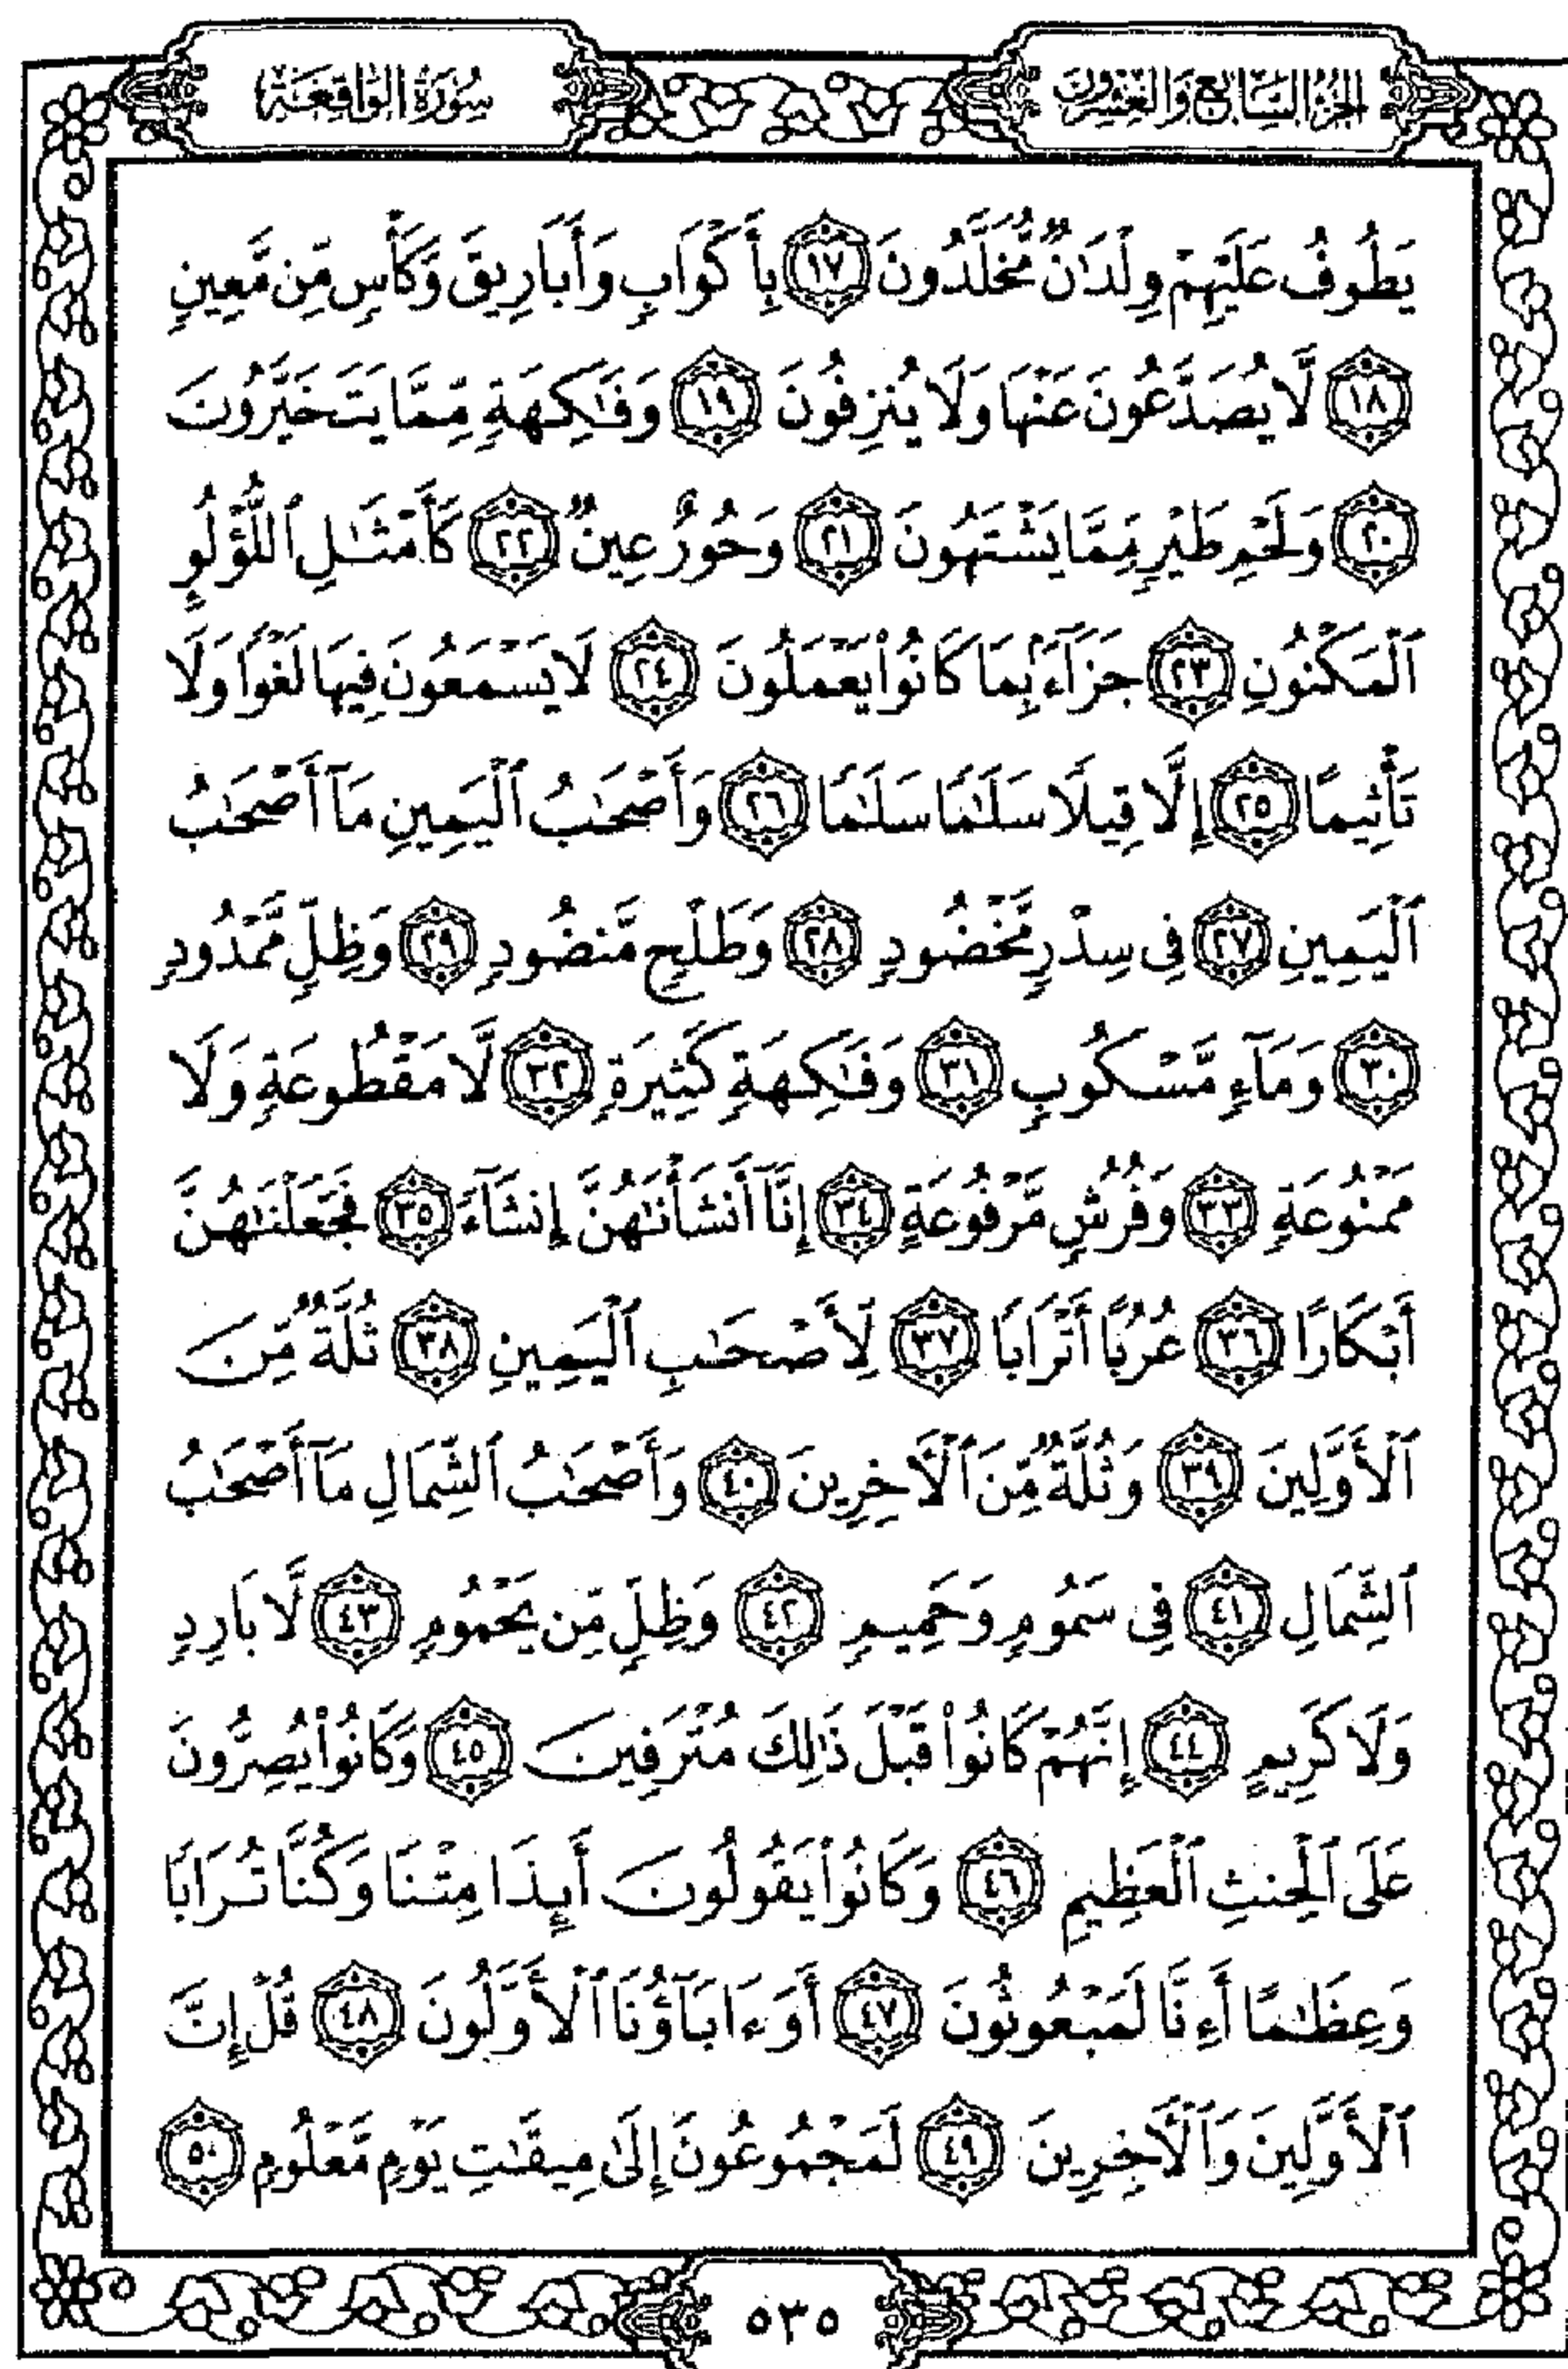 الجزء السابع والعشرون
سورة الواقعة
يَطُوفُ عَلَيْهِمْ وِلْدَٰنٌ مُّخَلَّدُونَ ١٧ بِأَكْوَابٍ وَأَبَارِيقَ وَكَأْسٍ مِّن مَّعِينٍ
١٨ لَّا يُصَدَّعُونَ عَنْهَا وَلَا يُنزِفُونَ ١٩ وَفَٰكِهَةٍ مِّمَّا يَتَخَيَّرُونَ
٢٠ وَلَحْمِ طَيْرٍ مِّمَّا يَشْتَهُونَ ٢١ وَحُورٌ عِينٌ ٢٢ كَأَمْثَٰلِ ٱللُّؤْلُوِٕ
ٱلْمَكْنُونِ ٢٣ جَزَآءًۢ بِمَا كَانُوا۟ يَعْمَلُونَ ٢٤ لَا يَسْمَعُونَ فِيهَا لَغْوًا وَلَا
تَأْثِيمًا ٢٥ إِلَّا قِيلًا سَلَٰمًا سَلَٰمًا ٢٦ وَأَصْحَٰبُ ٱلْيَمِينِ مَآ أَصْحَٰبُ
ٱلْيَمِينِ ٢٧ فِى سِدْرٍ مَّخْضُودٍ ٢٨ وَطَلْحٍ مَّنضُودٍ ٢٩ وَظِلٍّ مَّمْدُودٍ
٣٠ وَمَآءٍ مَّسْكُوبٍ ٣١ وَفَٰكِهَةٍ كَثِيرَةٍ ٣٢ لَّا مَقْطُوعَةٍ وَلَا
مَمْنُوعَةٍ ٣٣ وَفُرُشٍ مَّرْفُوعَةٍ ٣٤ إِنَّآ أَنشَأْنَٰهُنَّ إِنشَآءً ٣٥ فَجَعَلْنَٰهُنَّ
أَبْكَارًا ٣٦ عُرُبًا أَتْرَابًا ٣٧ لِّأَصْحَٰبِ ٱلْيَمِينِ ٣٨ ثُلَّةٌ مِّنَ
ٱلْأَوَّلِينَ ٣٩ وَثُلَّةٌ مِّنَ ٱلْءَاخِرِينَ ٤٠ وَأَصْحَٰبُ ٱلشِّمَالِ مَآ أَصْحَٰبُ
ٱلشِّمَالِ ٤١ فِى سَمُومٍ وَحَمِيمٍ ٤٢ وَظِلٍّ مِّن يَحْمُومٍ ٤٣ لَّا بَارِدٍ
وَلَا كَرِيمٍ ٤٤ إِنَّهُمْ كَانُوا۟ قَبْلَ ذَٰلِكَ مُتْرَفِينَ ٤٥ وَكَانُوا۟ يُصِرُّونَ
عَلَى ٱلْحِنثِ ٱلْعَظِيمِ ٤٦ وَكَانُوا۟ يَقُولُونَ أَئِذَا مِتْنَا وَكُنَّا تُرَابًا
وَعِظَٰمًا أَءِنَّا لَمَبْعُوثُونَ ٤٧ أَوَءَابَآؤُنَا ٱلْأَوَّلُونَ ٤٨ قُلْ إِنَّ
ٱلْأَوَّلِينَ وَٱلْءَاخِرِينَ ٤٩ لَمَجْمُوعُونَ إِلَىٰ مِيقَٰتِ يَوْمٍ مَّعْلُومٍ ٥٠
٥٣٥